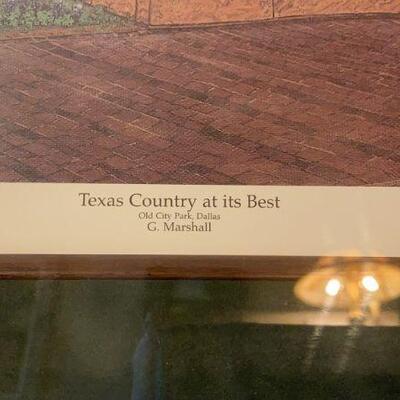 Texas Country at its Best
Old City Park, Dallas
G. Marshall